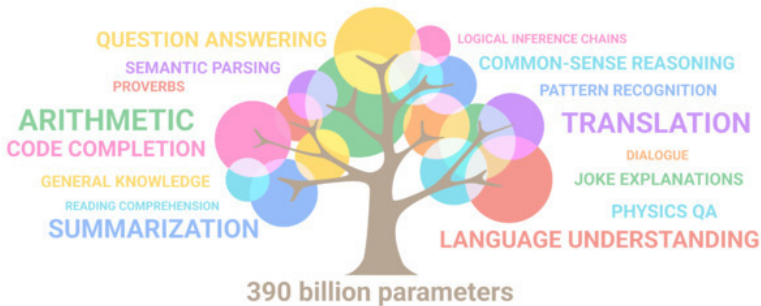 QUESTION ANSWERING
SEMANTIC PARSING
PROVERBS
ARITHMETIC
CODE COMPLETION
GENERAL KNOWLEDGE
READING COMPREHENSION
SUMMARIZATION
LOGICAL INFERENCE CHAINS
COMMON-SENSE REASONING
PATTERN RECOGNITION
TRANSLATION
DIALOGUE
JOKE EXPLANATIONS
PHYSICS QA
LANGUAGE UNDERSTANDING
390 billion parameters